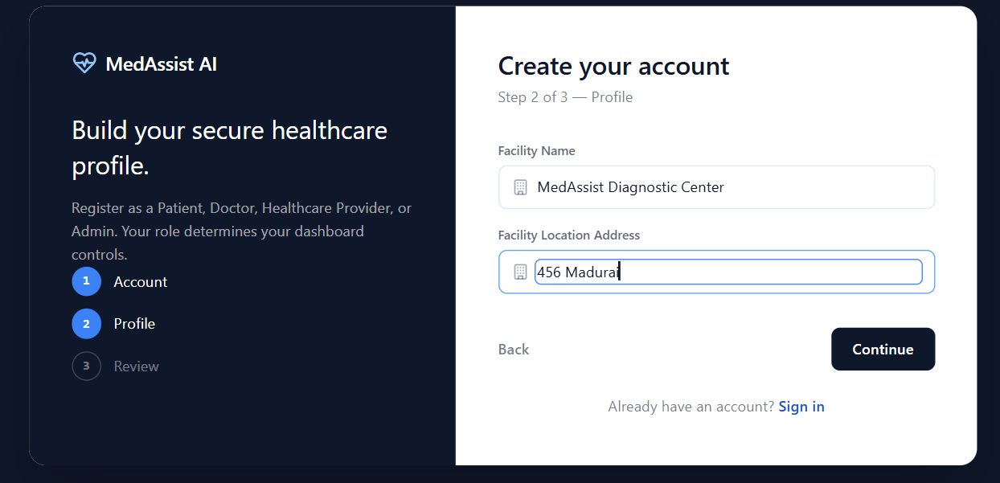 MedAssist AI
Build your secure healthcare
profile.
Register as a Patient, Doctor, Healthcare Provider, or
Admin. Your role determines your dashboard
controls.
1 Account
2 Profile
3 Review
Create your account
Step 2 of 3 — Profile
Facility Name
MedAssist Diagnostic Center
Facility Location Address
456 Madurai
Back
Continue
Already have an account? Sign in